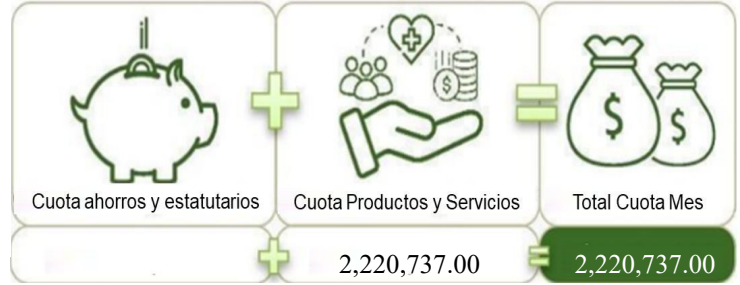 Cuota ahorros y estatutarios
Cuota Productos y Servicios
Total Cuota Mes
2,220,737.00
2,220,737.00